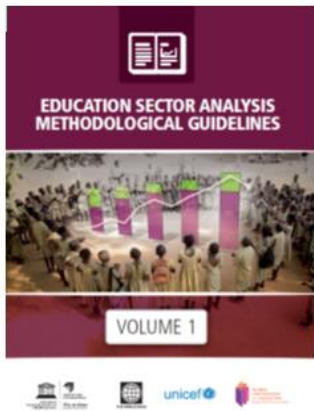 EDUCATION SECTOR ANALYSIS
METHODOLOGICAL GUIDELINES
VOLUME 1
unicef